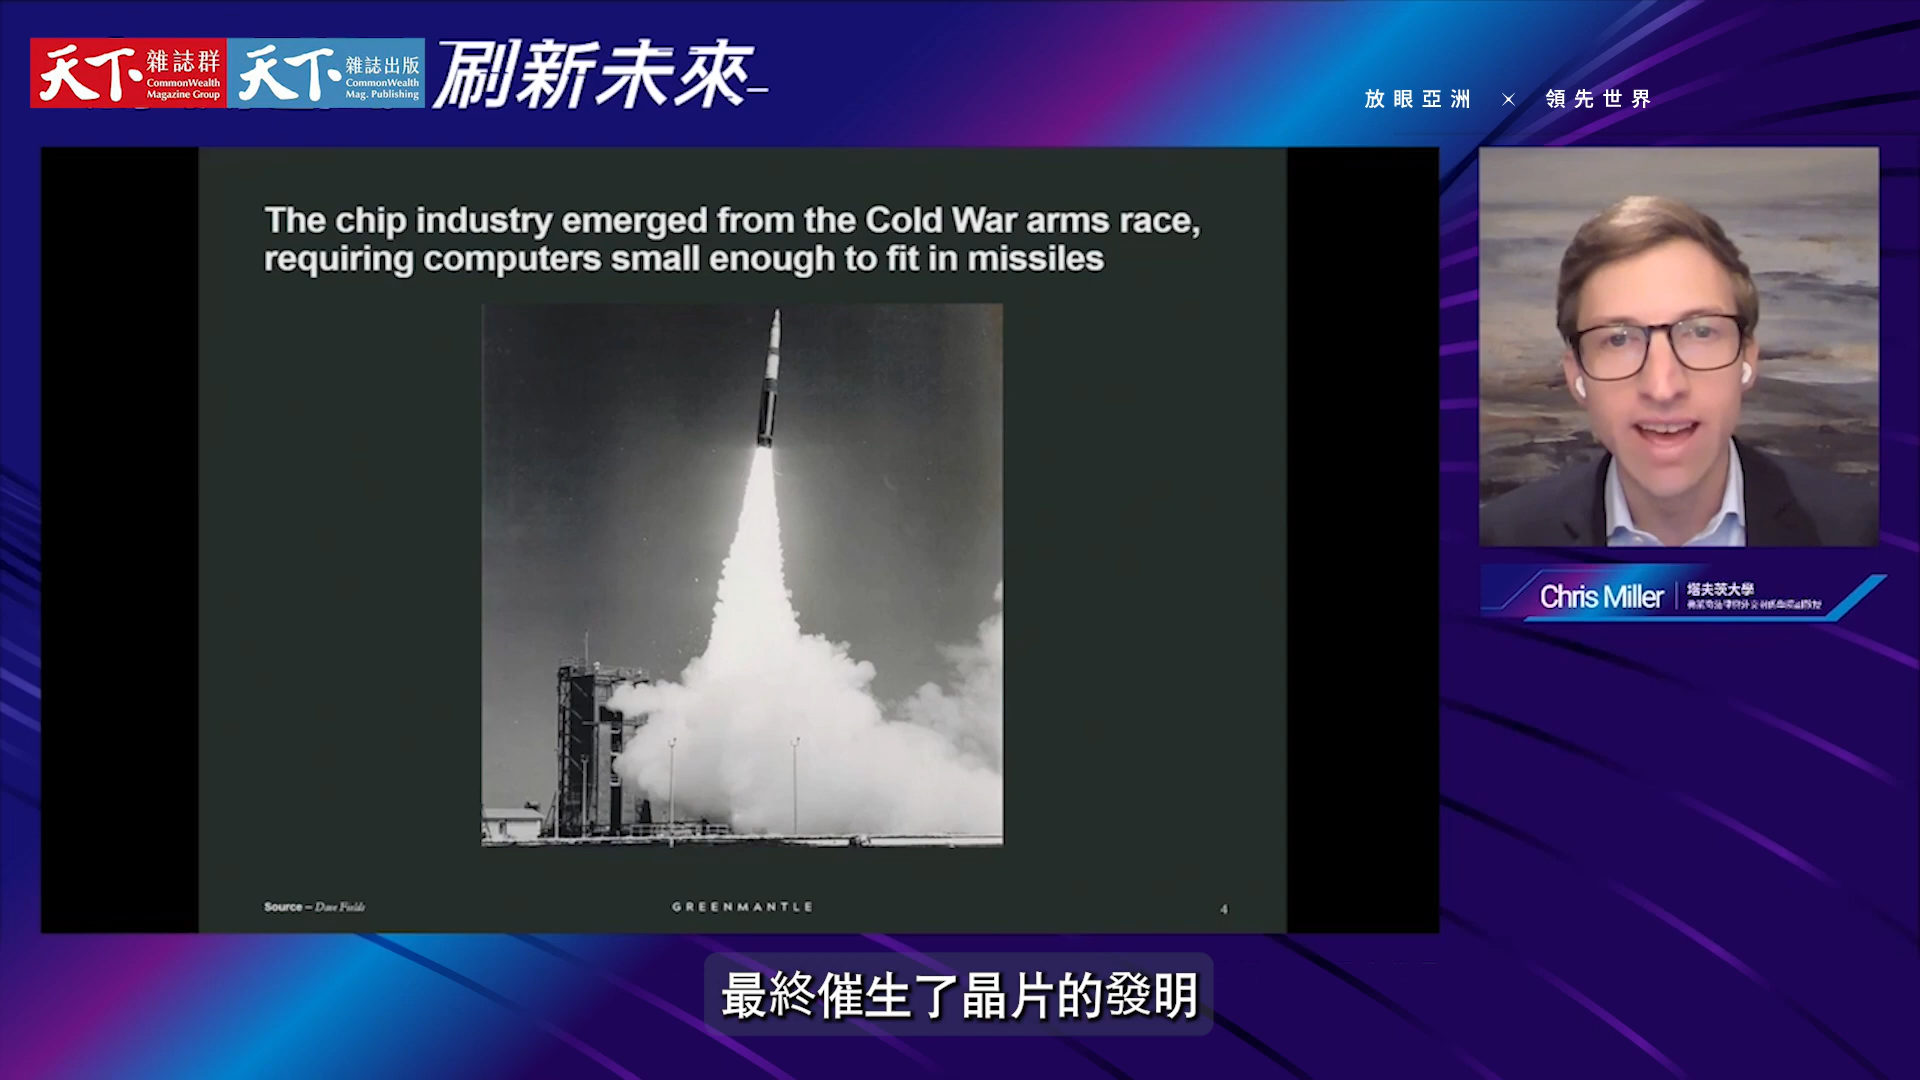 天下 雜誌群
CommonWealth
Magazine Group
天下 雜誌出版
CommonWealth
Mag. Publishing
刷新未來_
放眼亞洲 × 領先世界
The chip industry emerged from the Cold War arms race,
requiring computers small enough to fit in missiles
Source – Dave Fields
GREENMANTLE
4
Chris Miller
塔夫茨大學
最終催生了晶片的發明